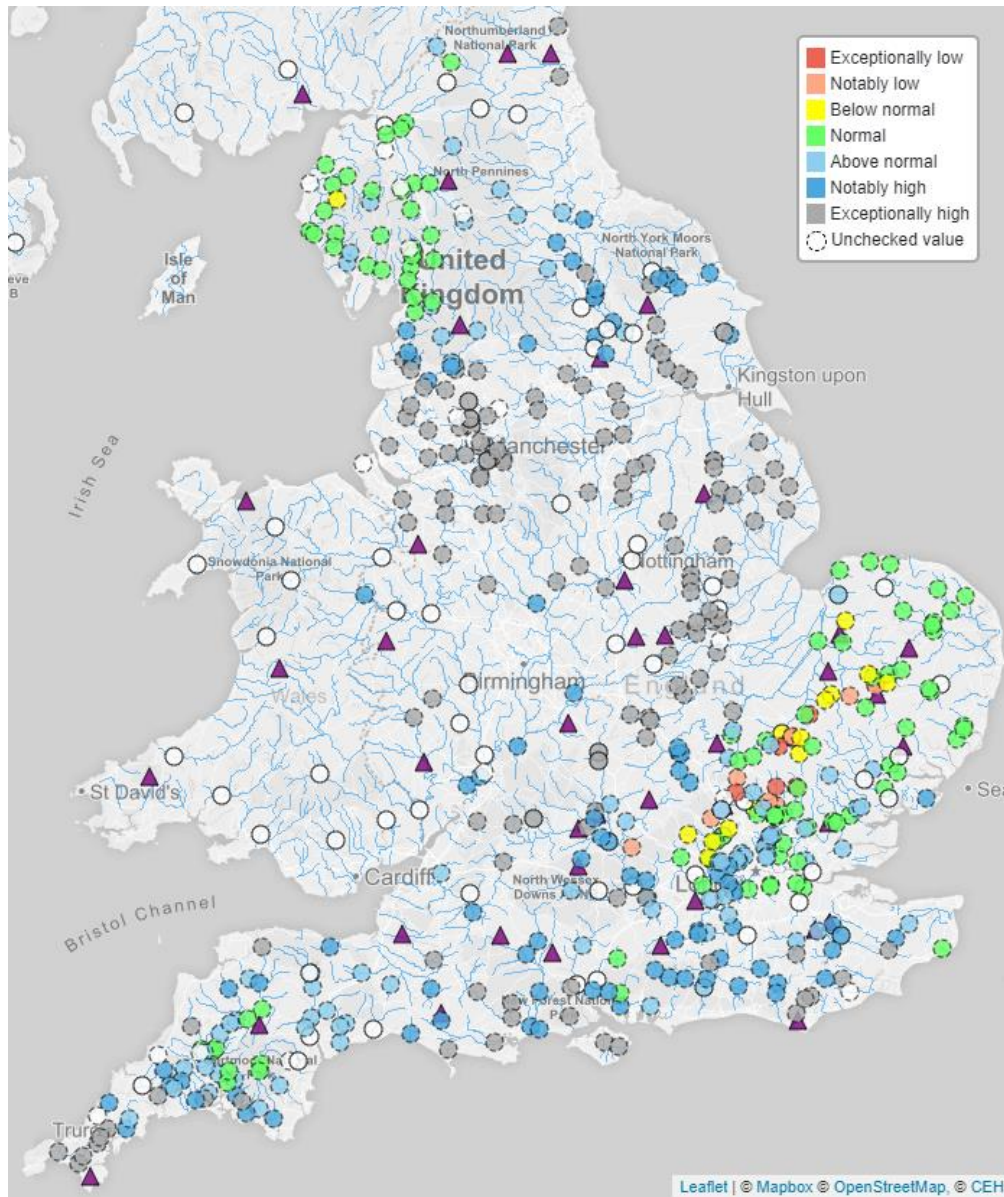 Northumberland
National Park
Exceptionally low
Notably low
Below normal
Normal
Above normal
Notably high
Exceptionally high
Unchecked value
North Pennines
North York Moors
National Park
Isle
of
Man
United
Kingdom
eve
B
Kingston upon
Hull
Manchester
Irish Sea
Snowdonia National
Park
Nottingham
Birmingham
England
Wales
St David's
Sea
Cardiff
North Wessex
Downs
Bristol Channel
New Forest
Truro
Leaflet | © Mapbox © OpenStreetMap, © CEH